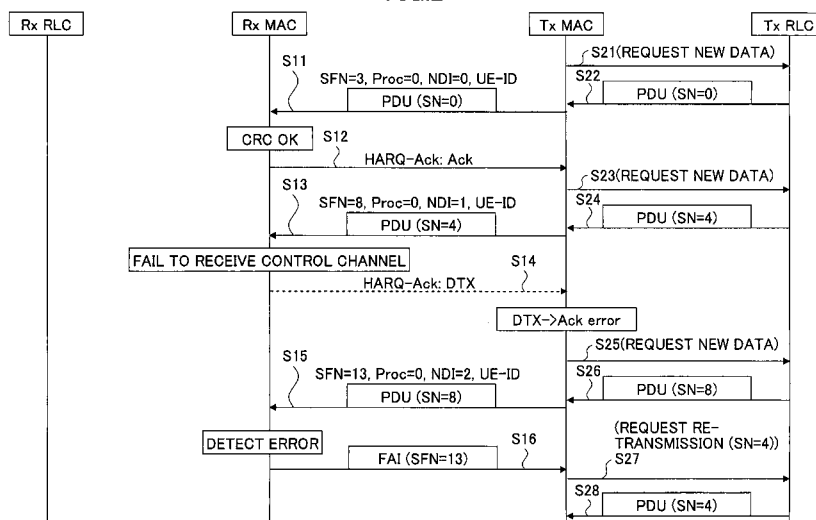 Rx RLC
Rx MAC
Tx MAC
Tx RLC
S21(REQUEST NEW DATA)
S11
SFN=3, Proc=0, NDI=0, UE-ID
PDU (SN=0)
S22
PDU (SN=0)
CRC OK
S12
HARQ-Ack: Ack
S23(REQUEST NEW DATA)
S13
SFN=8, Proc=0, NDI=1, UE-ID
PDU (SN=4)
S24
PDU (SN=4)
FAIL TO RECEIVE CONTROL CHANNEL
S14
HARQ-Ack: DTX
DTX->Ack error
S25(REQUEST NEW DATA)
S15
SFN=13, Proc=0, NDI=2, UE-ID
PDU (SN=8)
S26
PDU (SN=8)
DETECT ERROR
S16
FAI (SFN=13)
(REQUEST RE-
TRANSMISSION (SN=4))
S27
S28
PDU (SN=4)